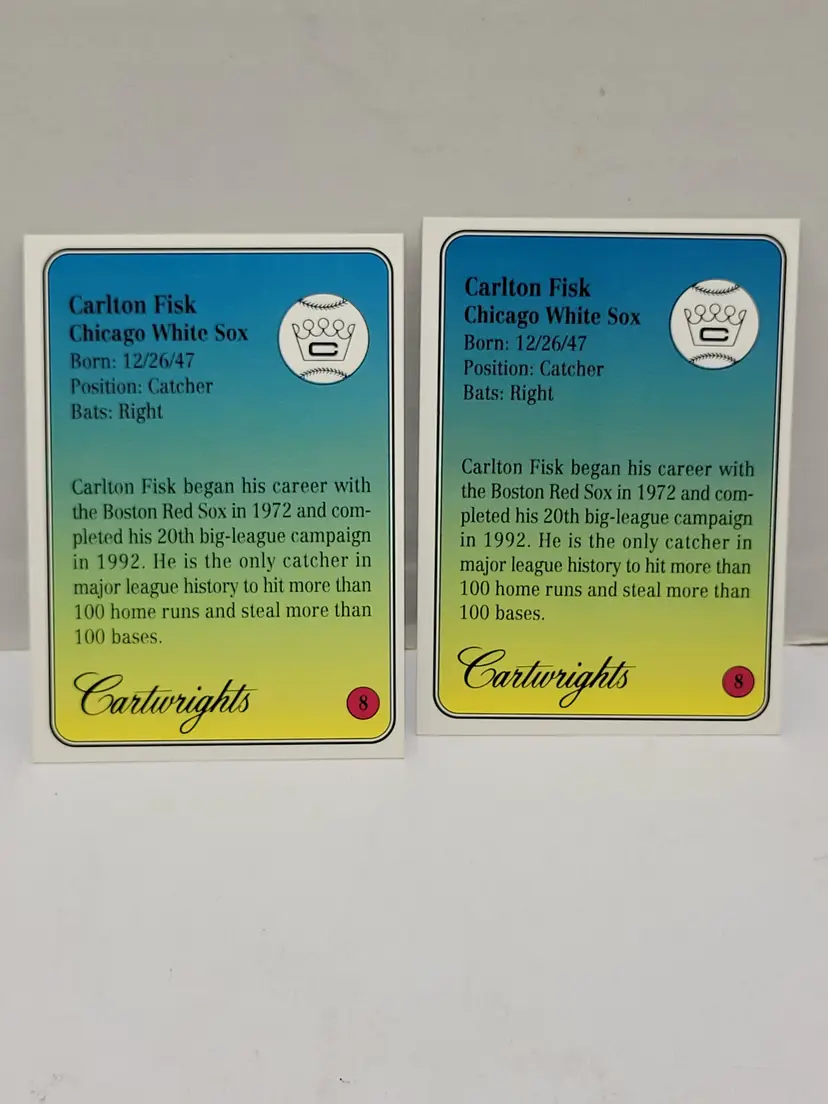 Carlton Fisk
Chicago White Sox
Born: 12/26/47
Position: Catcher
Bats: Right
C
Carlton Fisk began his career with
the Boston Red Sox in 1972 and com-
pleted his 20th big-league campaign
in 1992. He is the only catcher in
major league history to hit more than
100 home runs and steal more than
100 bases.
Cartwrights
8
Carlton Fisk
Chicago White Sox
Born: 12/26/47
Position: Catcher
Bats: Right
C
Carlton Fisk began his career with
the Boston Red Sox in 1972 and com-
pleted his 20th big-league campaign
in 1992. He is the only catcher in
major league history to hit more than
100 home runs and steal more than
100 bases.
Cartwrights
8